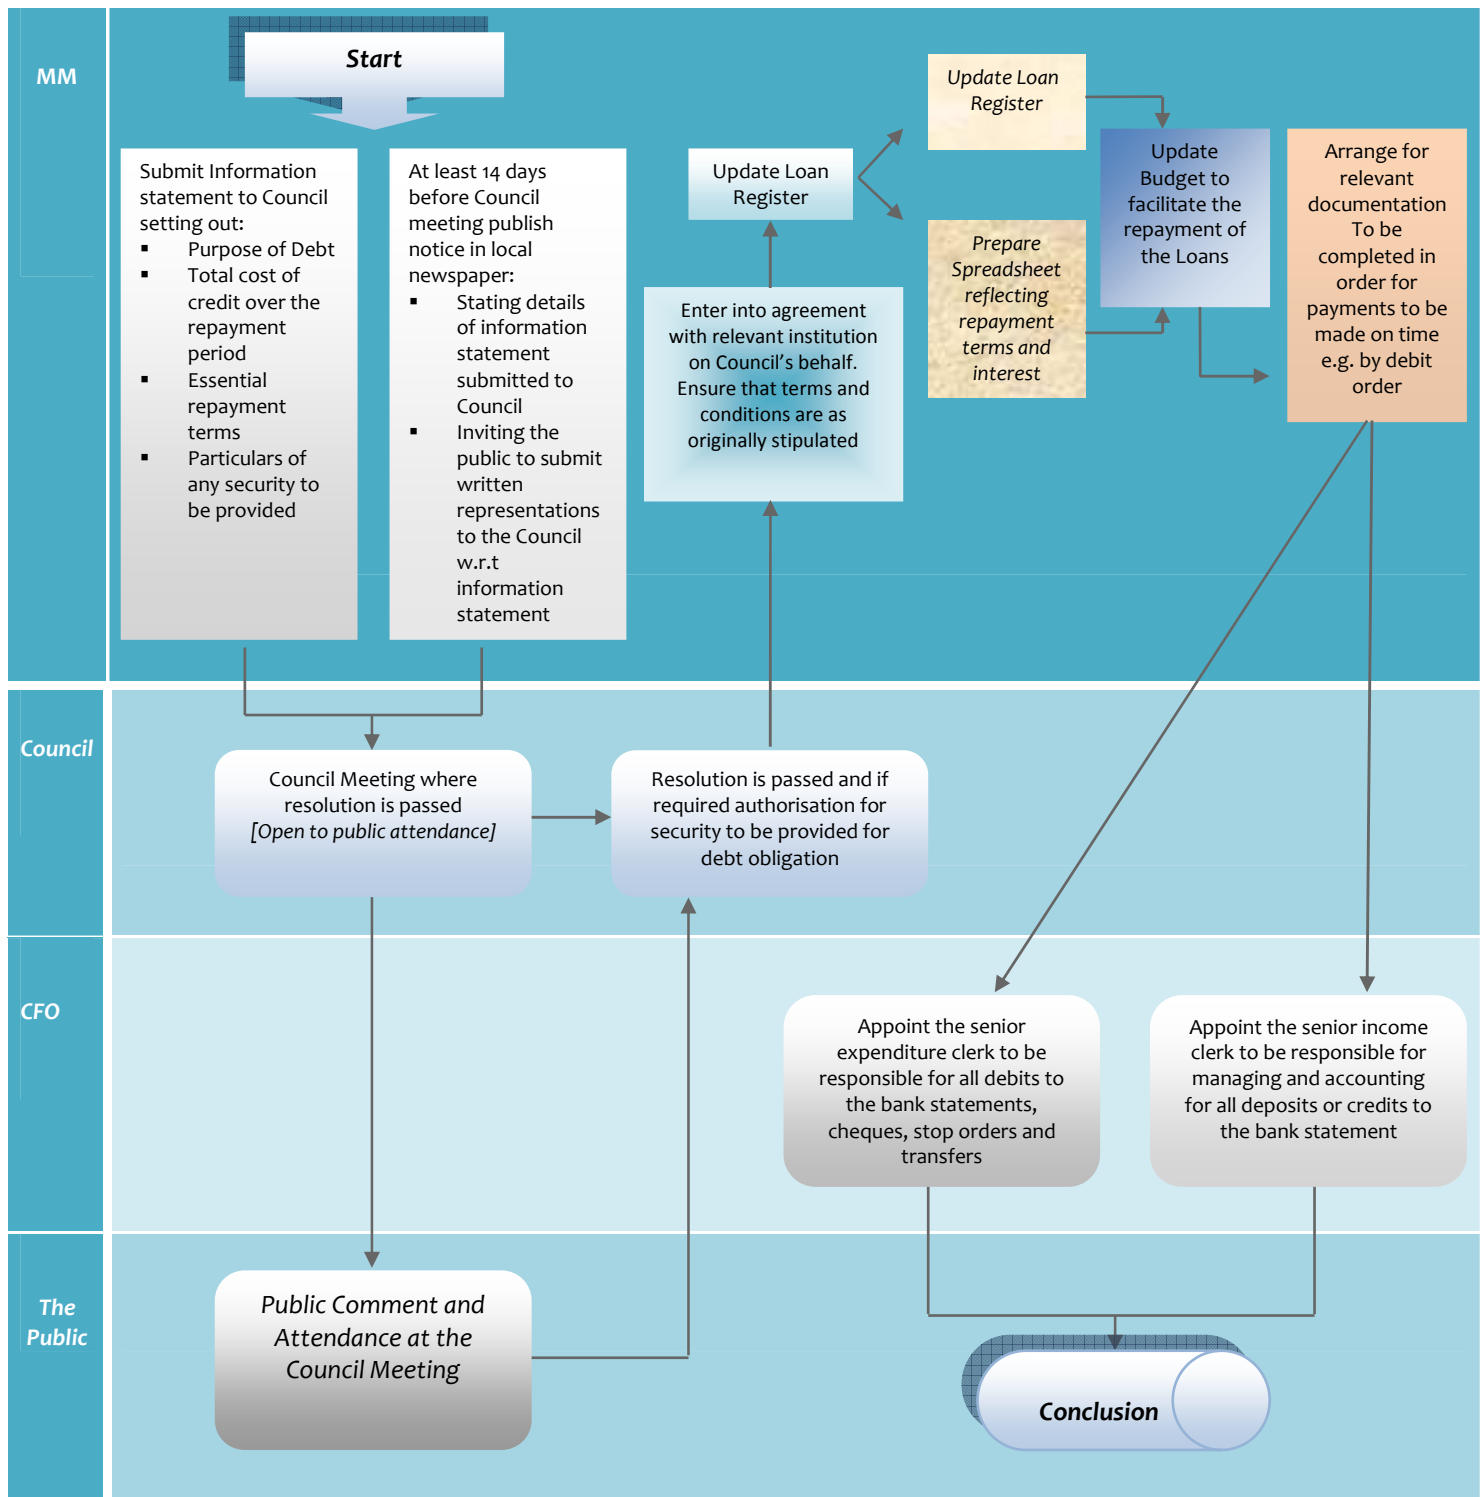 MM
Start
Submit Information
statement to Council
setting out:
▪ Purpose of Debt
▪ Total cost of
credit over the
repayment
period
▪ Essential
repayment
terms
▪ Particulars of
any security to
be provided
At least 14 days
before Council
meeting publish
notice in local
newspaper:
▪ Stating details
of information
statement
submitted to
Council
▪ Inviting the
public to submit
written
representations
to the Council
w.r.t
information
statement
Update Loan
Register
Enter into agreement
with relevant institution
on Council's behalf.
Ensure that terms and
conditions are as
originally stipulated
Update Loan
Register
Prepare
Spreadsheet
reflecting
repayment
terms and
interest
Update
Budget to
facilitate the
repayment of
the Loans
Arrange for
relevant
documentation
To be
completed in
order for
payments to be
made on time
e.g. by debit
order
Council
Council Meeting where
resolution is passed
[Open to public attendance]
Resolution is passed and if
required authorisation for
security to be provided for
debt obligation
CFO
Appoint the senior
expenditure clerk to be
responsible for all debits to
the bank statements,
cheques, stop orders and
transfers
Appoint the senior income
clerk to be responsible for
managing and accounting
for all deposits or credits to
the bank statement
The
Public
Public Comment and
Attendance at the
Council Meeting
Conclusion